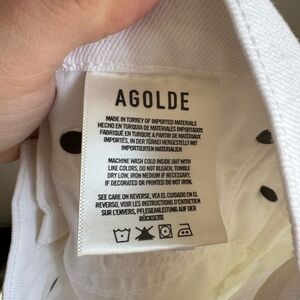 AGOLDE
MADE IN TURKEY OF IMPORTED MATERIALS
HECHO EN TURQUIA DE MATERIALES IMPORTADOS
FABRIQUÉ EN TURQUIE A PARTIR DE MATÉRIAUX
IMPORTÉS, IN DER TÜRKEI HERGESTELLT MIT
IMPORTIERTEN MATERIALIEN
MACHINE WASH COLD INSIDE OUT WITH
LIKE COLORS, DO NOT BLEACH, TUMBLE
DRY LOW, IRON MEDIUM IF NECESSARY,
IF DECORATED OR PRINTED DO NOT IRON.
SEE CARE ON REVERSE, VEA EL CUIDADO EN EL
REVERSO, VOIR LES INSTRUCTIONS D'ENTRETIEN
SUR L'ENVERS, PFLEGEANLEITUNG AUF DER
RÜCKSEITE